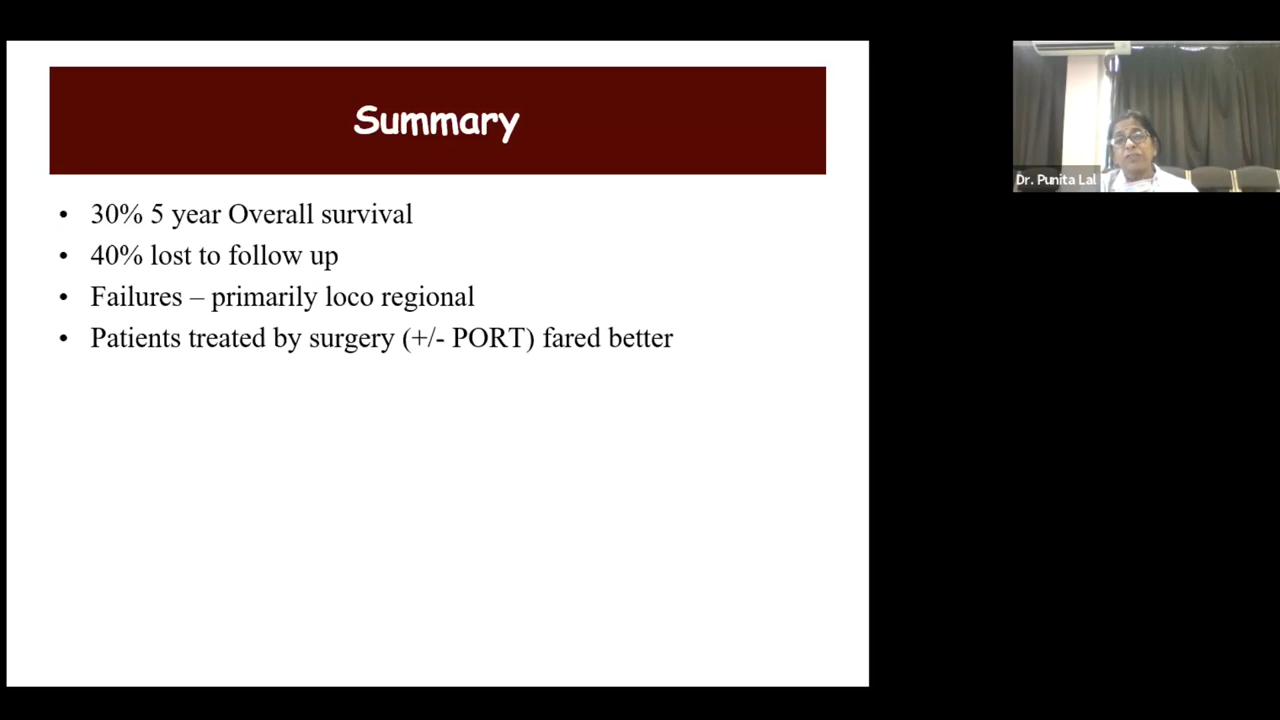 Summary
• 30% 5 year Overall survival
• 40% lost to follow up
• Failures – primarily loco regional
• Patients treated by surgery (+/- PORT) fared better
Dr. Punita Lal